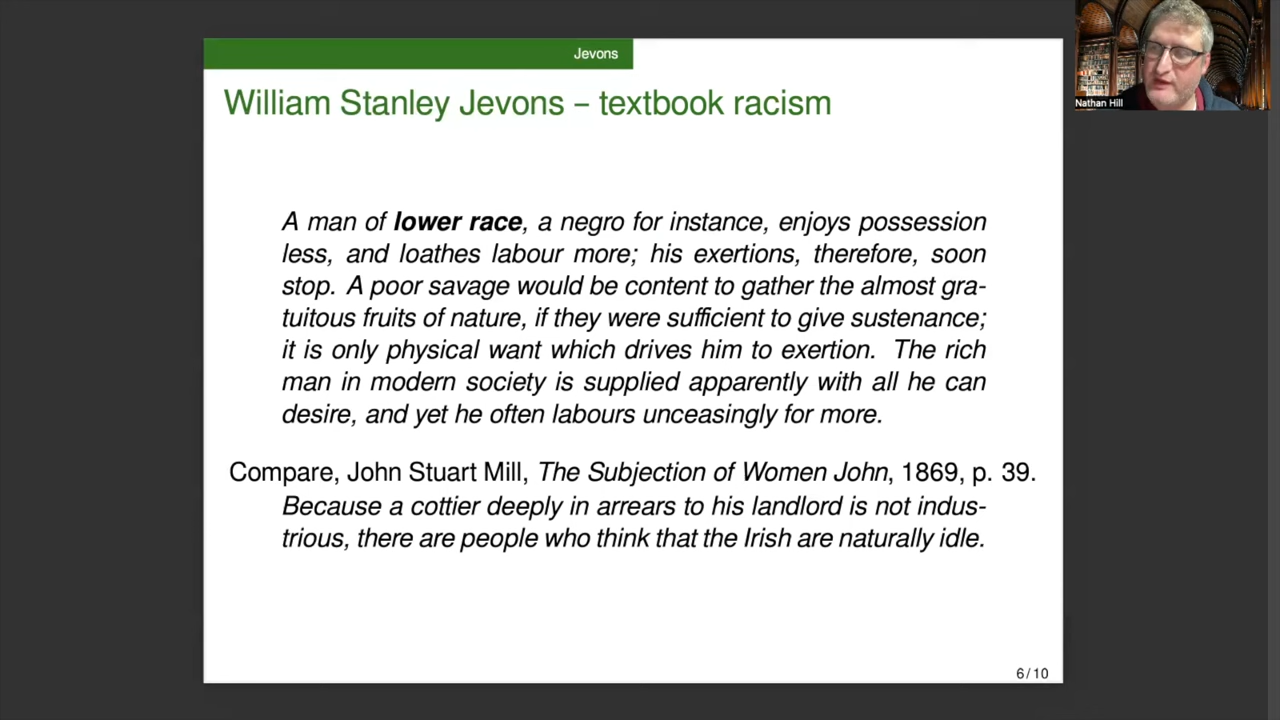 Jevons
William Stanley Jevons – textbook racism
A man of lower race, a negro for instance, enjoys possession
less, and loathes labour more; his exertions, therefore, soon
stop. A poor savage would be content to gather the almost gra-
tuitous fruits of nature, if they were sufficient to give sustenance;
it is only physical want which drives him to exertion. The rich
man in modern society is supplied apparently with all he can
desire, and yet he often labours unceasingly for more.
Compare, John Stuart Mill, The Subjection of Women John, 1869, p. 39.
Because a cottier deeply in arrears to his landlord is not indus-
trious, there are people who think that the Irish are naturally idle.
6/10
Nathan Hill